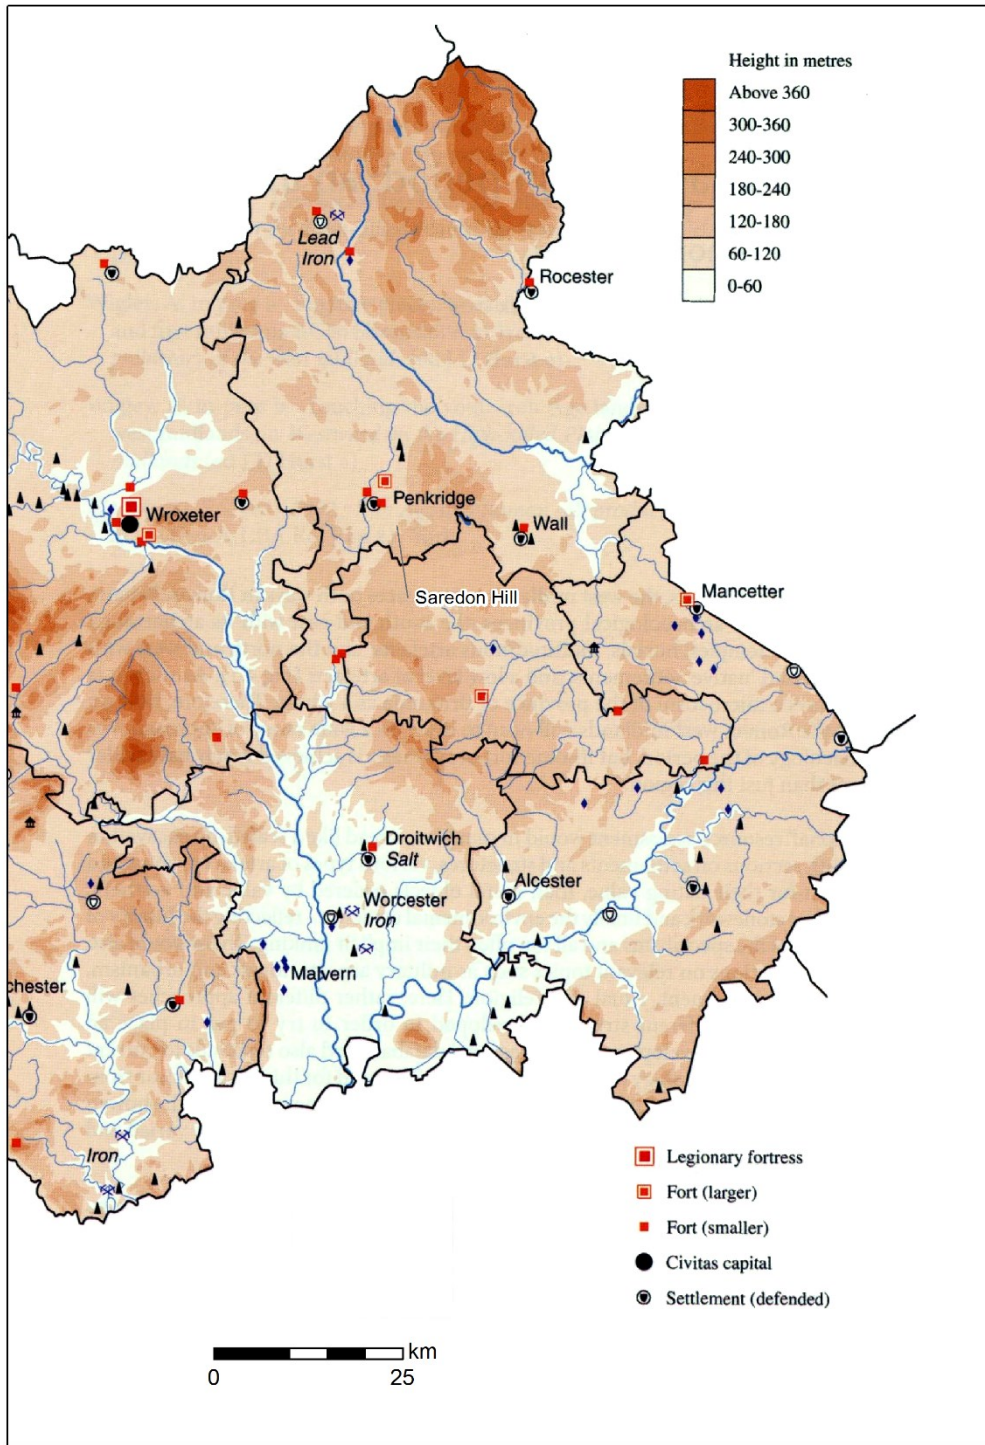 Height in metres
Above 360
300-360
240-300
180-240
120-180
60-120
0-60
Lead
Iron
Rocester
Penkridge
Wroxeter
Wall
Saredon Hill
Mancetter
Droitwich
Salt
Alcester
Worcester
Iron
Malvern
chester
Iron
Legionary fortress
Fort (larger)
Fort (smaller)
Civitas capital
Settlement (defended)
km
0
25